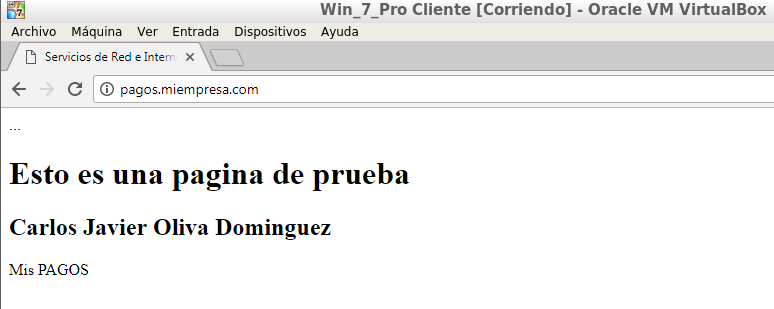 Win_7_Pro Cliente [Corriendo] - Oracle VM VirtualBox
Archivo Máquina Ver Entrada Dispositivos Ayuda
Servicios de Red e Intern
pagos.miempresa.com
...
Esto es una pagina de prueba
Carlos Javier Oliva Dominguez
Mis PAGOS